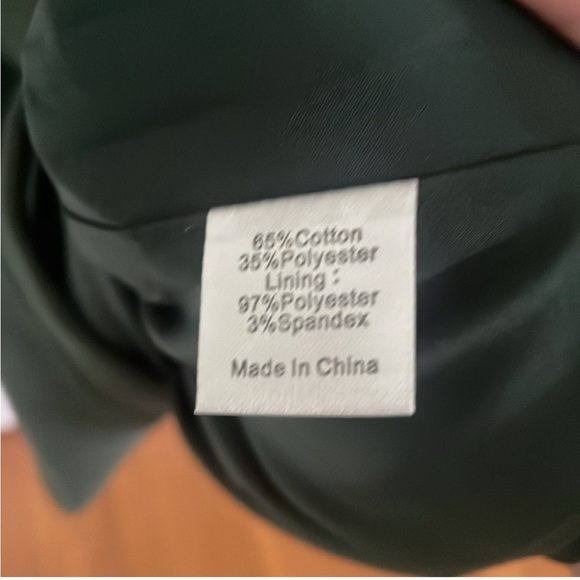 65%Cotton
35%Polyester
Lining :
97%Polyester
3%Spandex
Made In China